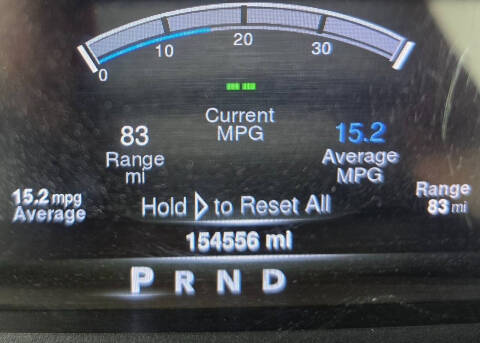 0 10 20 30
-- --
Current
MPG
83
Range
mi
15.2
Average
MPG
15.2 mpg
Average
Range
83 mi
Hold ▷ to Reset All
154556 mi
P R N D